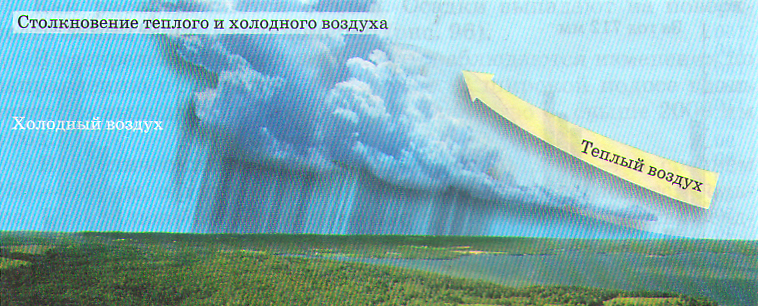 Столкновение теплого и холодного воздуха
Холодный воздух
Теплый воздух